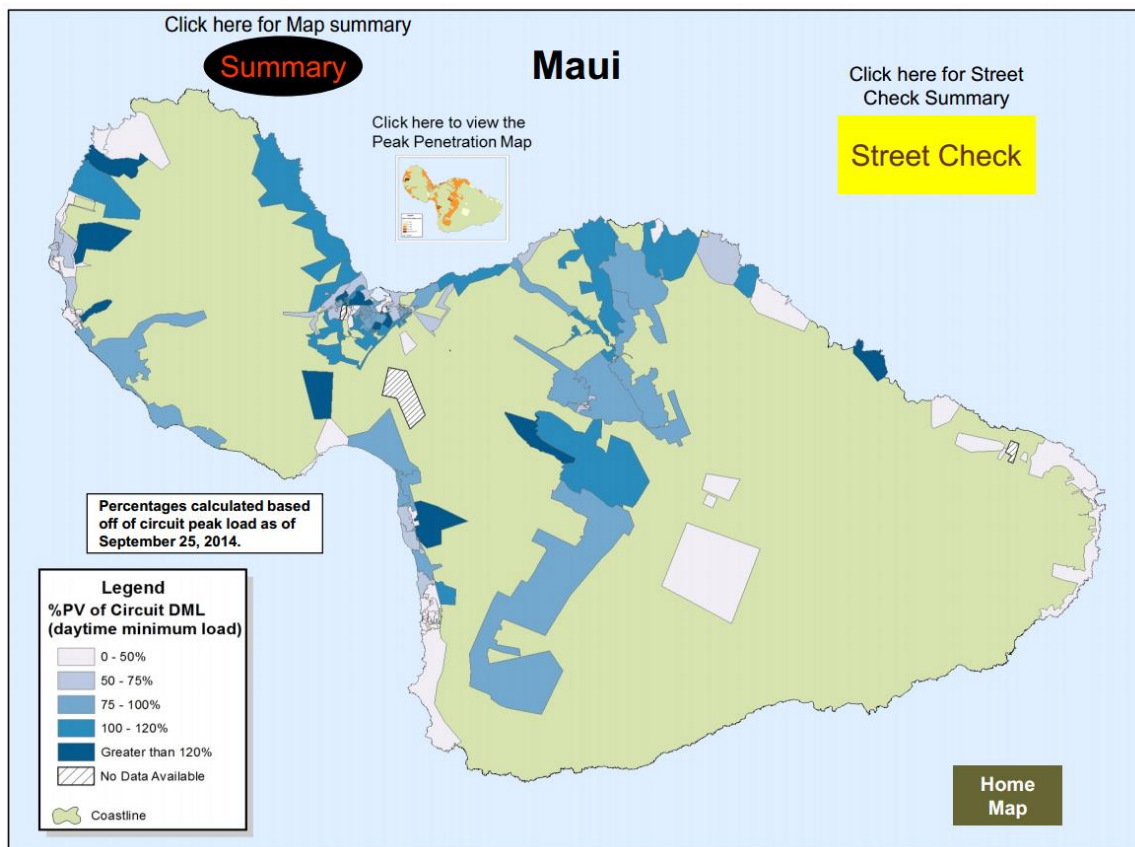 Click here for Map summary
Summary
Maui
Click here for Street
Check Summary
Street Check
Click here to view the
Peak Penetration Map
Percentages calculated based
off of circuit peak load as of
September 25, 2014.
Legend
%PV of Circuit DML
(daytime minimum load)
0 - 50%
50 - 75%
75 - 100%
100 - 120%
Greater than 120%
No Data Available
Coastline
Home
Map